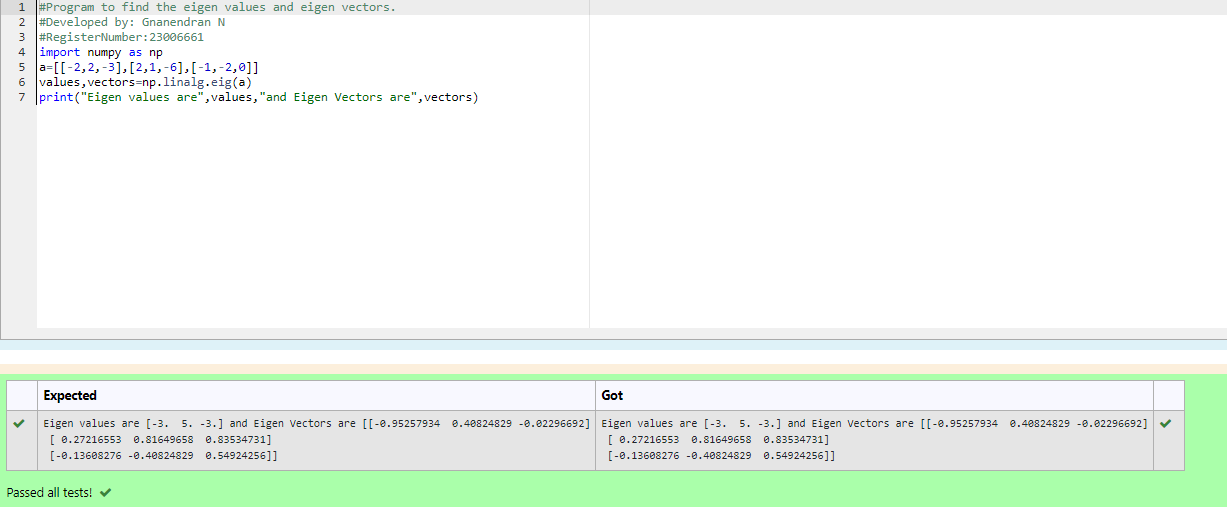 1 #Program to find the eigen values and eigen vectors.
2 #Developed by: Gnanendran N
3 #RegisterNumber:23006661
4 import numpy as np
5 a=[[-2,2,-3],[2,1,-6],[-1,-2,0]]
6 values,vectors=np.linalg.eig(a)
7 print("Eigen values are",values,"and Eigen Vectors are",vectors)
Expected Got
Eigen values are [-3.  5. -3.] and Eigen Vectors are [[-0.95257934  0.40824829 -0.02296692] Eigen values are [-3.  5. -3.] and Eigen Vectors are [[-0.95257934  0.40824829 -0.02296692]
[ 0.27216553  0.81649658  0.83534731] [ 0.27216553  0.81649658  0.83534731]
[-0.13608276 -0.40824829  0.54924256]] [-0.13608276 -0.40824829  0.54924256]]
Passed all tests!